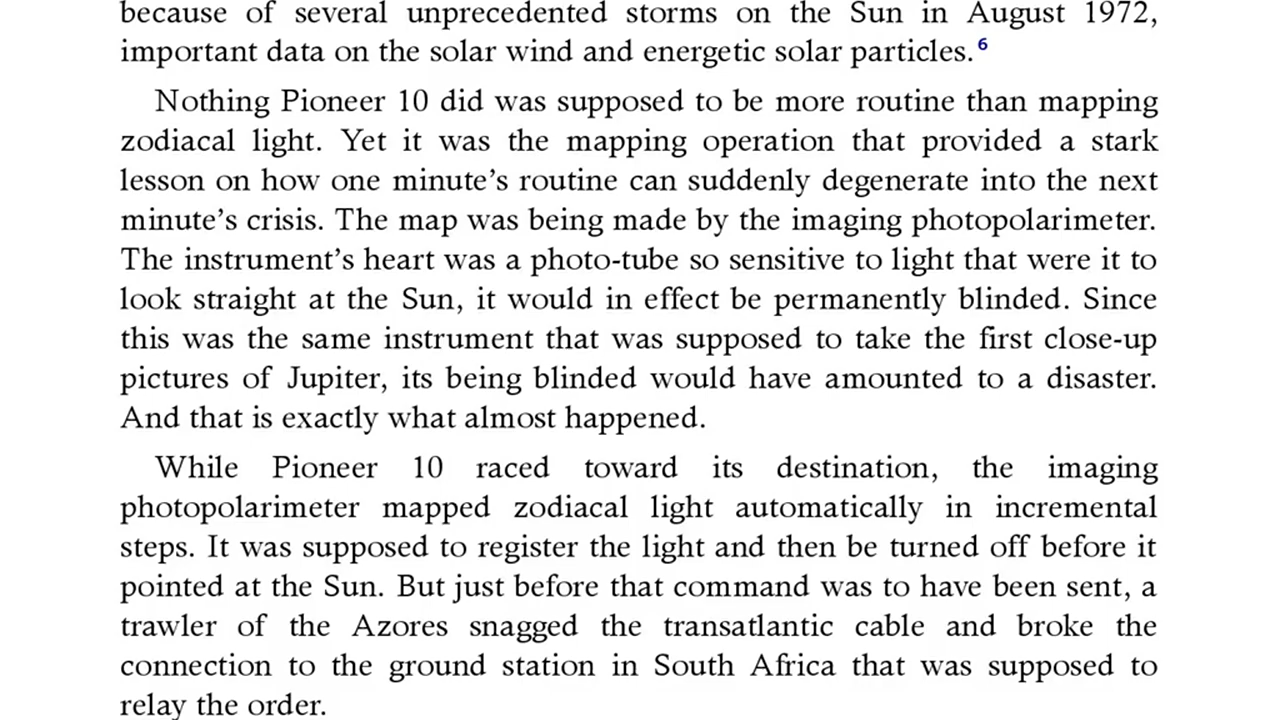 because of several unprecedented storms on the Sun in August 1972,
important data on the solar wind and energetic solar particles.6
Nothing Pioneer 10 did was supposed to be more routine than mapping
zodiacal light. Yet it was the mapping operation that provided a stark
lesson on how one minute’s routine can suddenly degenerate into the next
minute’s crisis. The map was being made by the imaging photopolarimeter.
The instrument’s heart was a photo-tube so sensitive to light that were it to
look straight at the Sun, it would in effect be permanently blinded. Since
this was the same instrument that was supposed to take the first close-up
pictures of Jupiter, its being blinded would have amounted to a disaster.
And that is exactly what almost happened.
While Pioneer 10 raced toward its destination, the imaging
photopolarimeter mapped zodiacal light automatically in incremental
steps. It was supposed to register the light and then be turned off before it
pointed at the Sun. But just before that command was to have been sent, a
trawler of the Azores snagged the transatlantic cable and broke the
connection to the ground station in South Africa that was supposed to
relay the order.